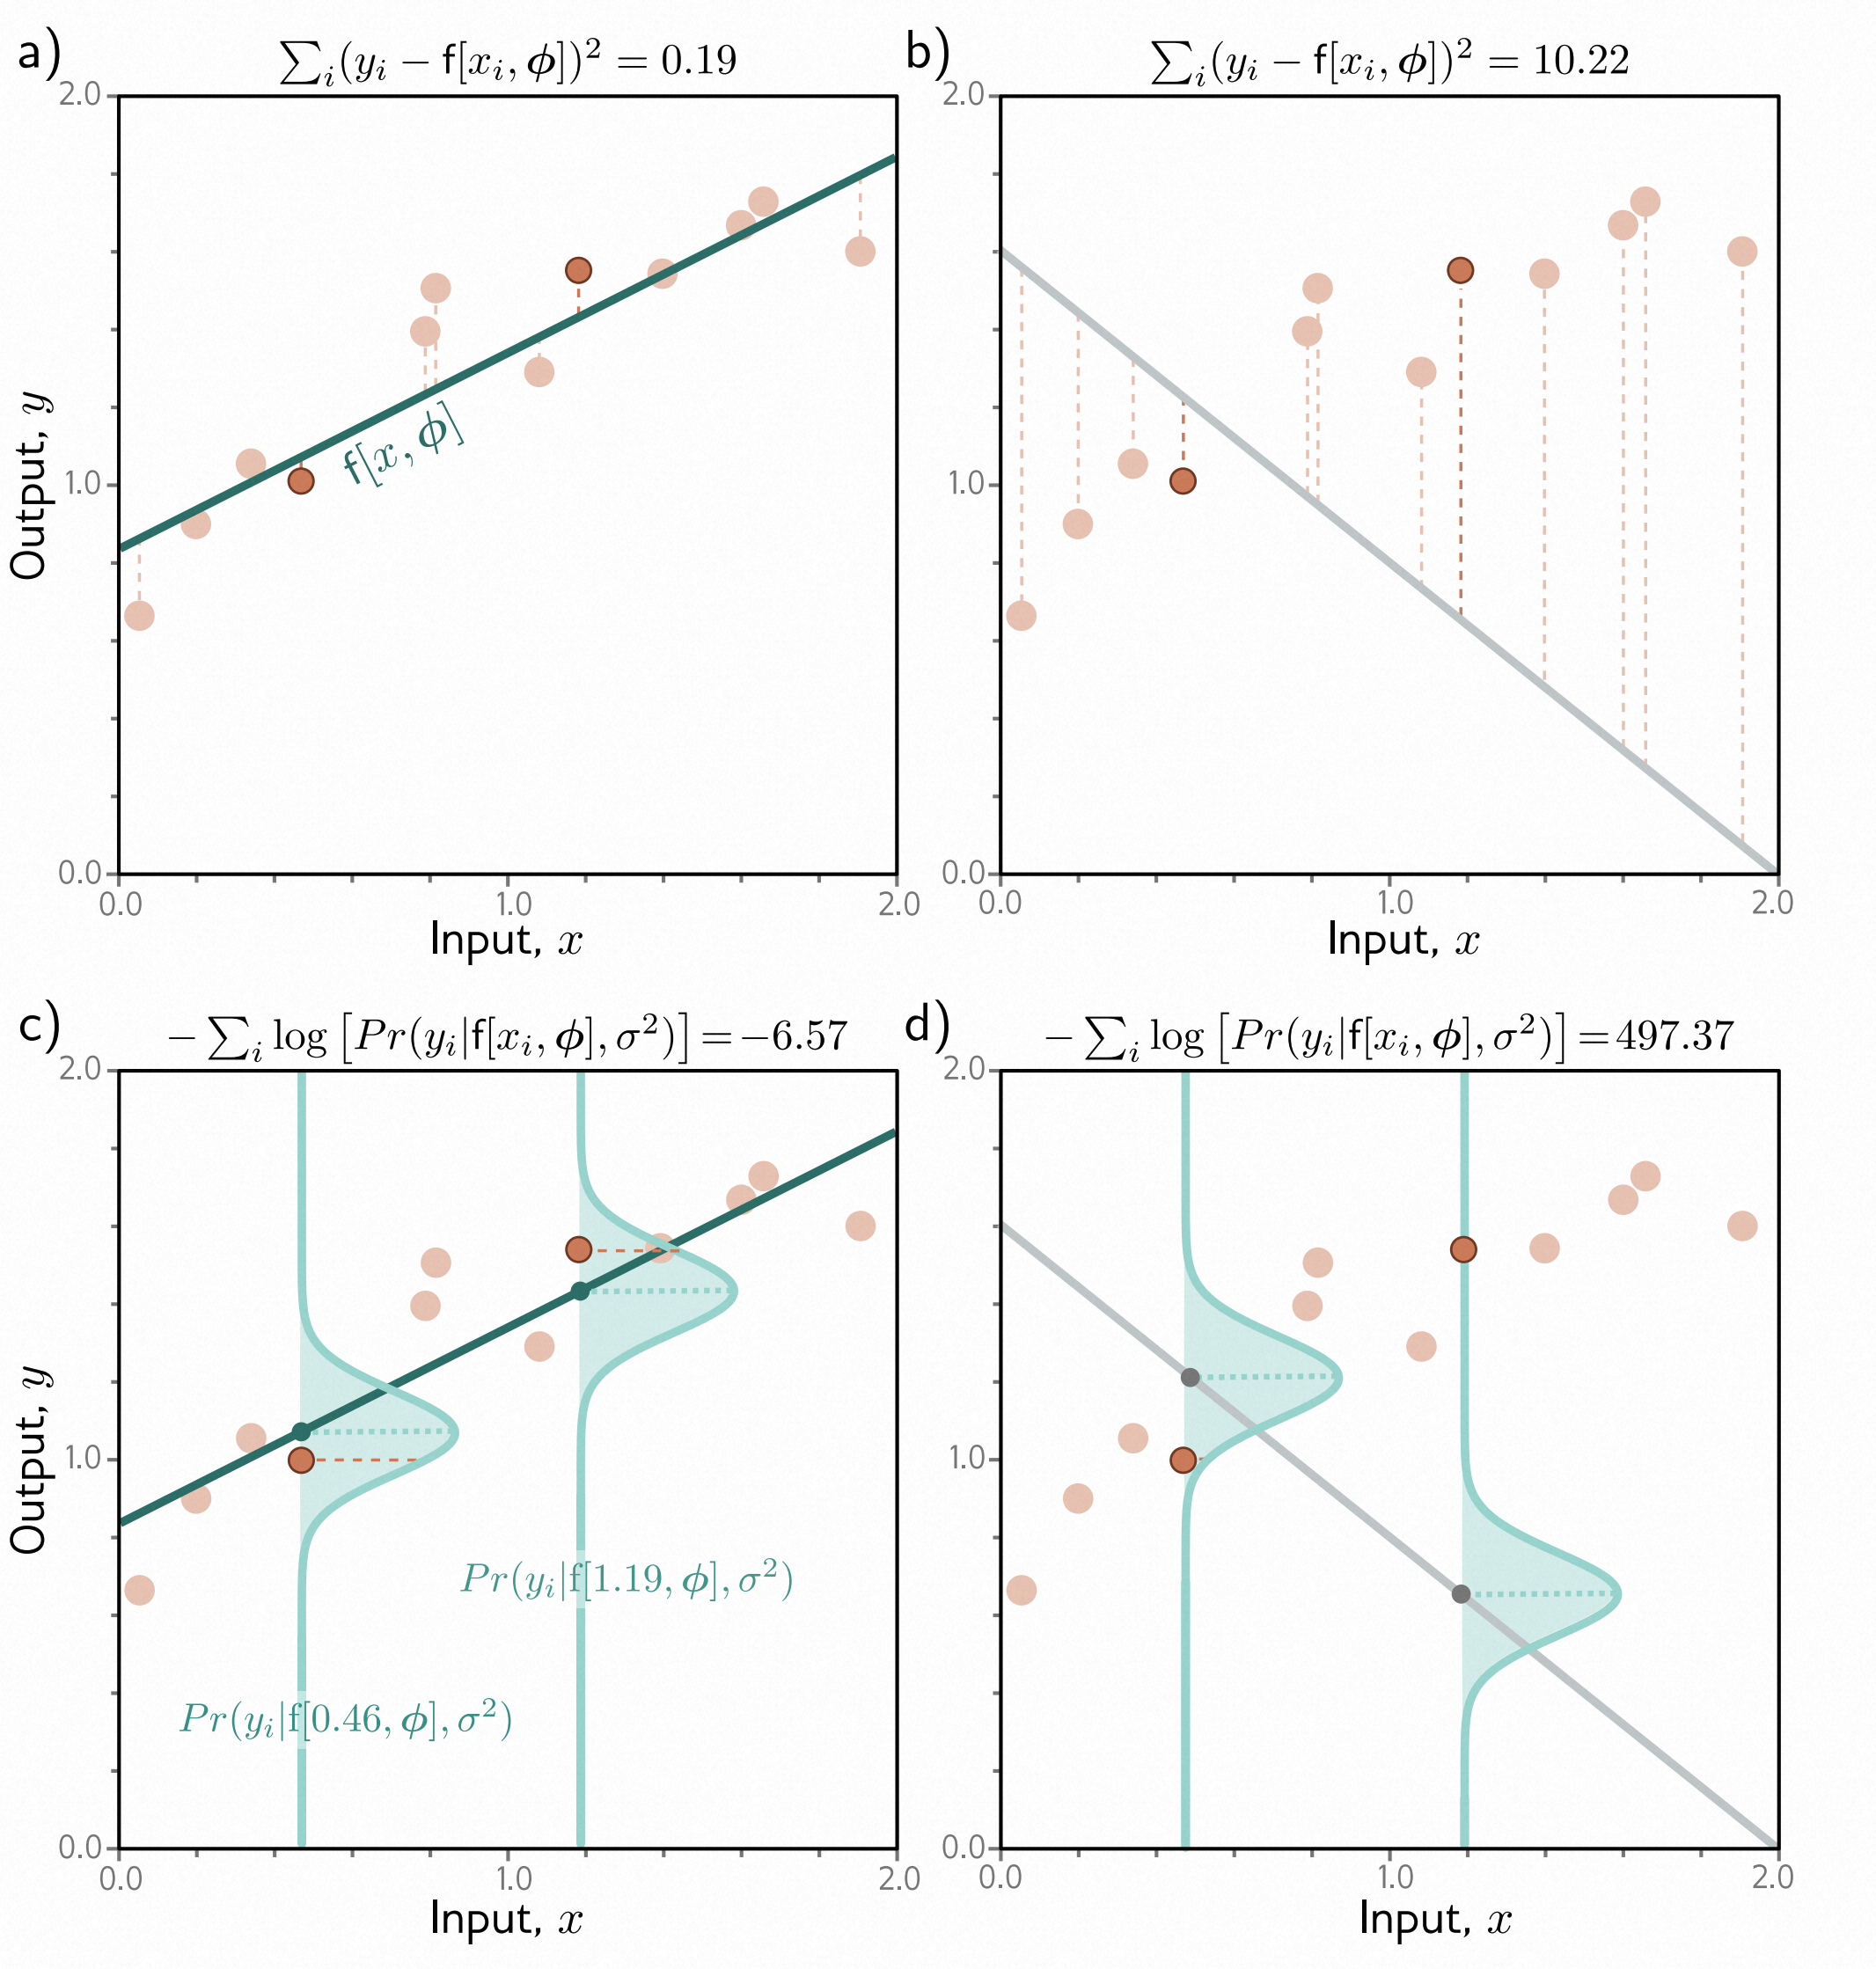 a)
∑ᵢ(yᵢ − f[xᵢ, ϕ])² = 0.19
2.0
1.0
0.0
Output, y
f[x, ϕ]
0.0 1.0 2.0
Input, x
b)
∑ᵢ(yᵢ − f[xᵢ, ϕ])² = 10.22
2.0
1.0
0.0
0.0 1.0 2.0
Input, x
c)
− ∑ᵢ log [Pr(yᵢ|f[xᵢ, ϕ], σ²)] = −6.57
2.0
1.0
0.0
Output, y
Pr(yᵢ|f[1.19, ϕ], σ²)
Pr(yᵢ|f[0.46, ϕ], σ²)
0.0 1.0 2.0
Input, x
d)
− ∑ᵢ log [Pr(yᵢ|f[xᵢ, ϕ], σ²)] = 497.37
2.0
1.0
0.0
0.0 1.0 2.0
Input, x